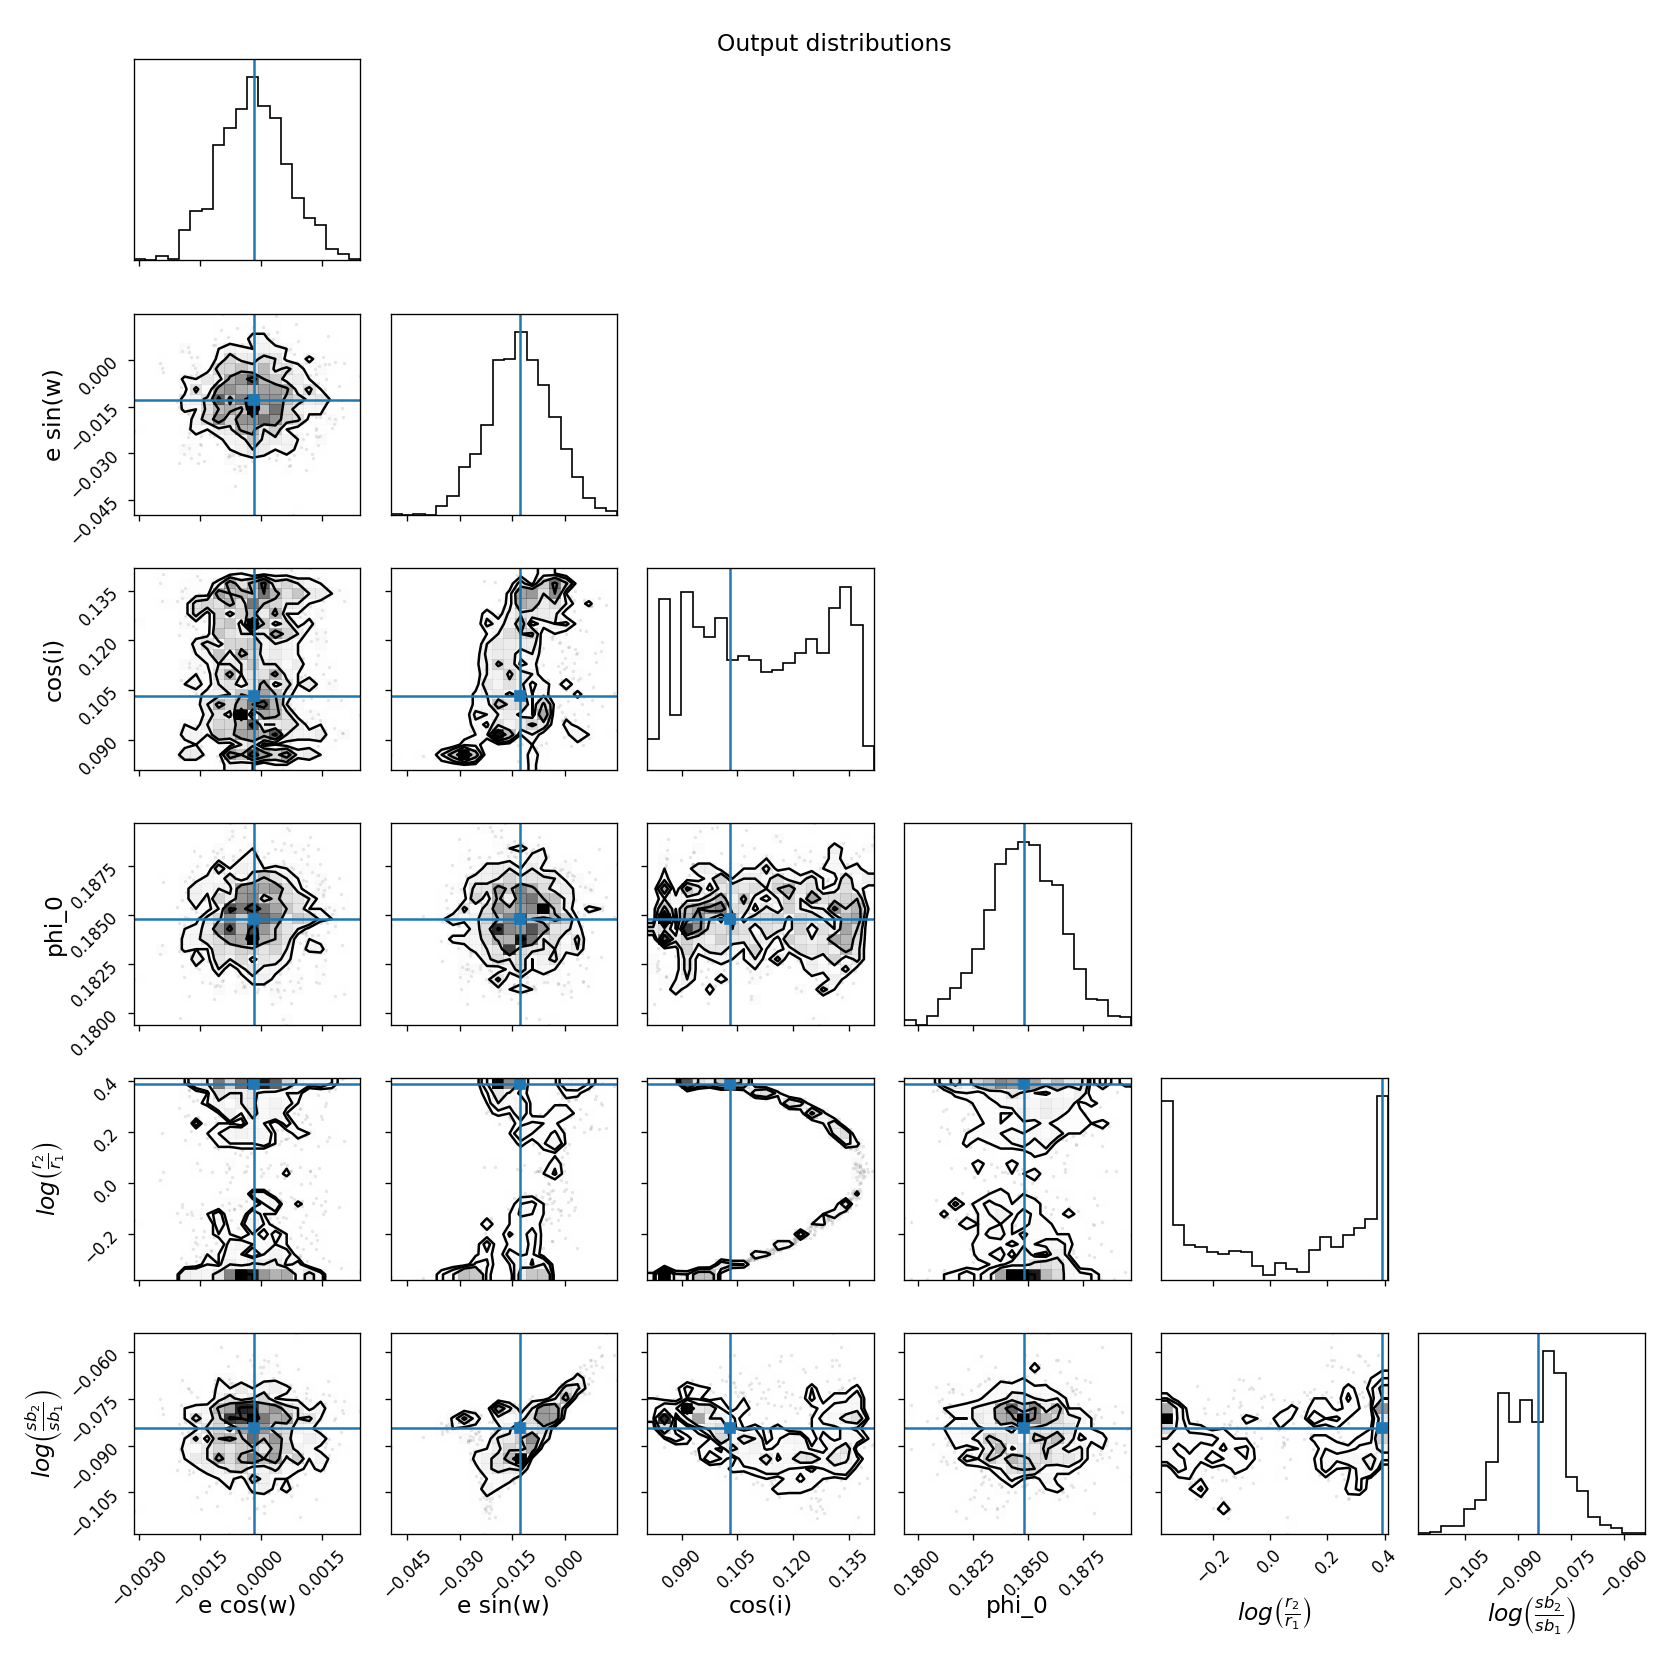 Output distributions
e sin(w)
0.000
−0.015
−0.030
−0.045
cos(i)
0.135
0.120
0.105
0.090
phi_0
0.1875
0.1850
0.1825
0.1800
log(r₂/r₁)
0.4
0.2
0.0
−0.2
log(sb₂/sb₁)
−0.060
−0.075
−0.090
−0.105
−0.0030 −0.0015 0.0000 0.0015
−0.045 −0.030 −0.015 0.000
0.090 0.105 0.120 0.135
0.1800 0.1825 0.1850 0.1875
−0.2 0.0 0.2 0.4
−0.105 −0.090 −0.075 −0.060
e cos(w) e sin(w) cos(i) phi_0 log(r₂/r₁) log(sb₂/sb₁)